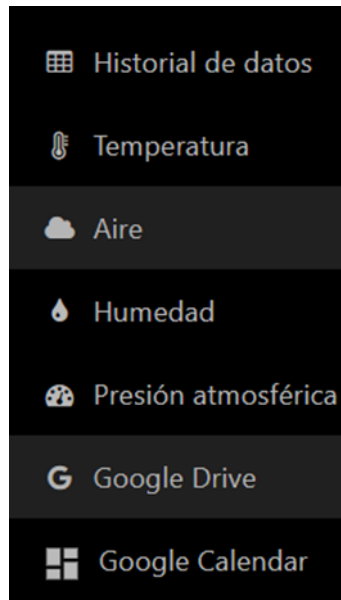 Historial de datos
Temperatura
Aire
Humedad
Presión atmosférica
Google Drive
Google Calendar